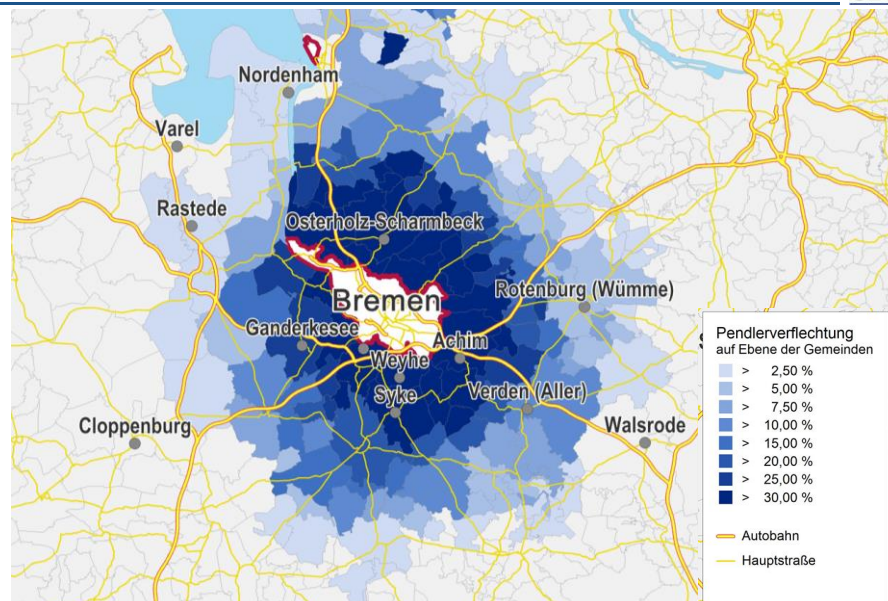 Nordenham
Varel
Rastede
Osterholz-Scharmbeck
Bremen
Rotenburg (Wümme)
Ganderkesee
Achim
Weyhe
Syke
Verden (Aller)
Cloppenburg
Walsrode
Pendlerverflechtung
auf Ebene der Gemeinden
> 2,50 %
> 5,00 %
> 7,50 %
> 10,00 %
> 15,00 %
> 20,00 %
> 25,00 %
> 30,00 %
Autobahn
Hauptstraße